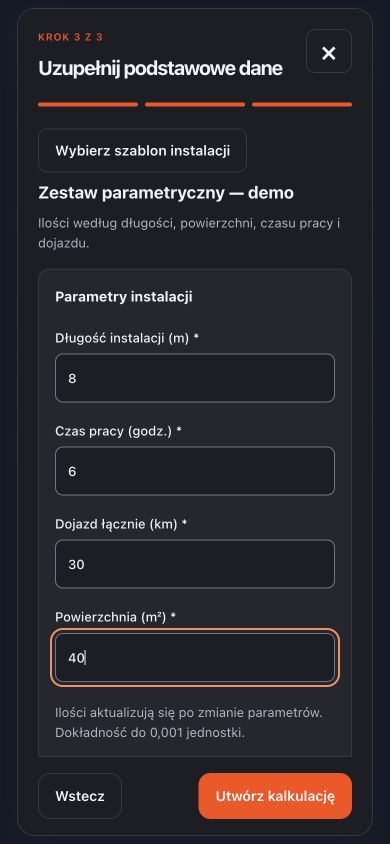 KROK 3 Z 3
Uzupełnij podstawowe dane
×
Wybierz szablon instalacji
Zestaw parametryczny — demo
Ilości według długości, powierzchni, czasu pracy i
dojazdu.
Parametry instalacji
Długość instalacji (m) *
8
Czas pracy (godz.) *
6
Dojazd łącznie (km) *
30
Powierzchnia (m²) *
40
Ilości aktualizują się po zmianie parametrów.
Dokładność do 0,001 jednostki.
Wstecz
Utwórz kalkulację